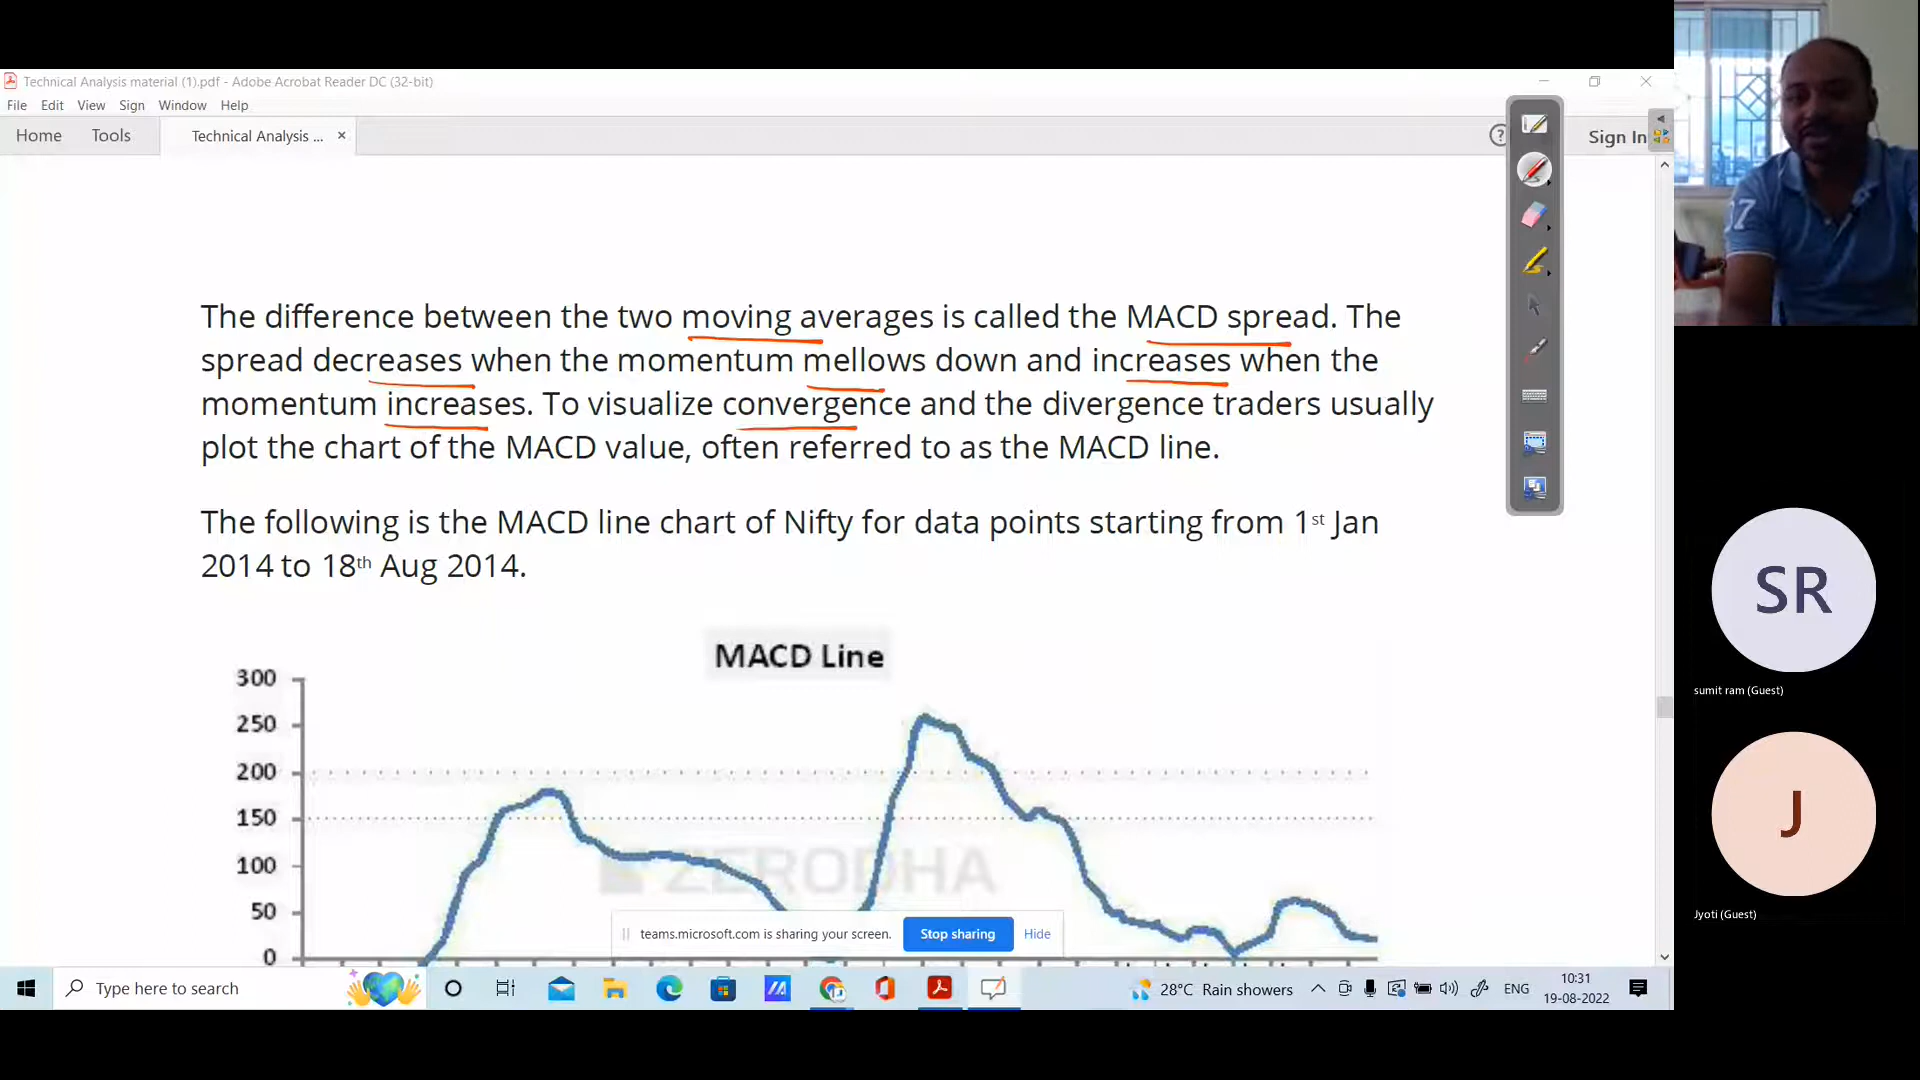 Technical Analysis material (1).pdf - Adobe Acrobat Reader DC (32-bit)
File Edit View Sign Window Help
Home Tools Technical Analysis ... × Sign In
The difference between the two moving averages is called the MACD spread. The
spread decreases when the momentum mellows down and increases when the
momentum increases. To visualize convergence and the divergence traders usually
plot the chart of the MACD value, often referred to as the MACD line.
The following is the MACD line chart of Nifty for data points starting from 1st Jan
2014 to 18th Aug 2014.
MACD Line
300
250
200
150
100
50
0
ZERODHA
teams.microsoft.com is sharing your screen. Stop sharing Hide
Type here to search
28°C Rain showers
ENG
10:31
19-08-2022
SR
sumit ram (Guest)
J
Jyoti (Guest)